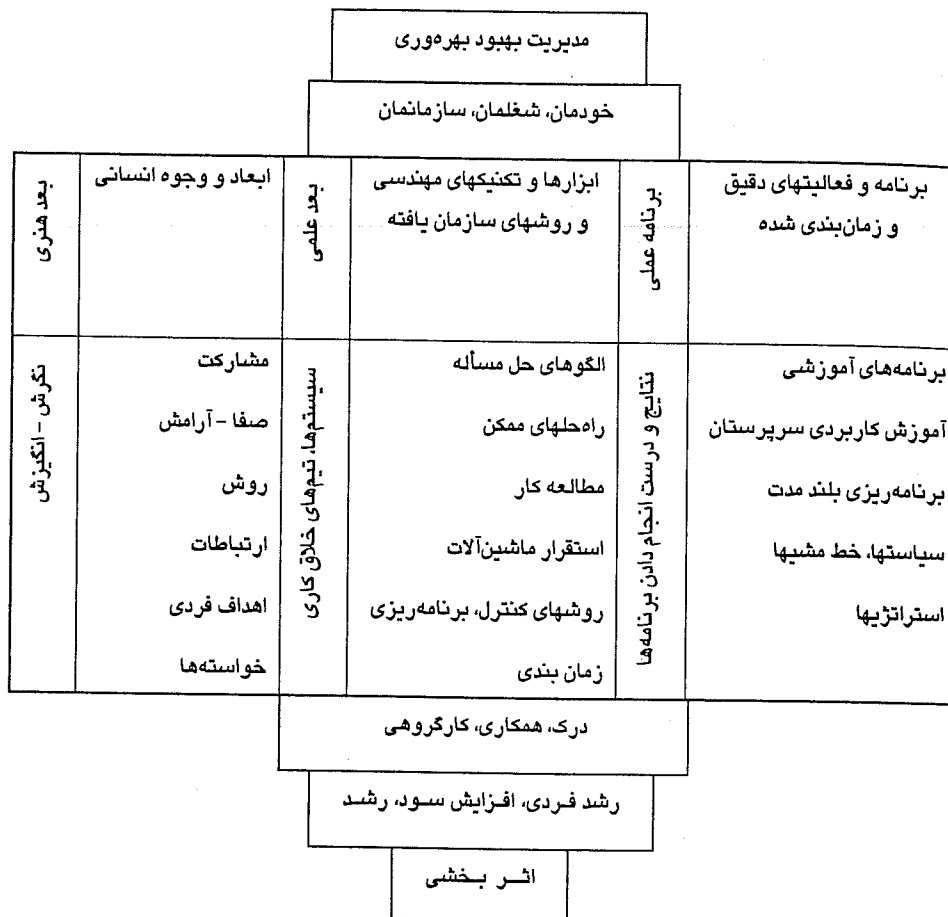 مدیریت بهبود بهره‌وری
خودمان، شغلمان، سازمانمان
برنامه و فعالیتهای دقیق
و زمان‌بندی شده
برنامه عملی
ابزارها و تکنیکهای مهندسی
و روشهای سازمان یافته
بعد علمی
ابعاد و وجوه انسانی
بعد هنری
برنامه‌های آموزشی
آموزش کاربردی سرپرستان
برنامه‌ریزی بلند مدت
سیاستها، خط مشیها
استراتژیها
نتایج و درست انجام دادن برنامه‌ها
الگوهای حل مسأله
راه‌حلهای ممکن
مطالعه کار
استقرار ماشین‌آلات
روشهای کنترل، برنامه‌ریزی
زمان بندی
سیستم‌ها، تیم‌های خلاق کاری
مشارکت
صفا - آرامش
روش
ارتباطات
اهداف فردی
خواسته‌ها
نگرش - انگیزش
درک، همکاری، کارگروهی
رشد فردی، افزایش سود، رشد
اثر بخشی